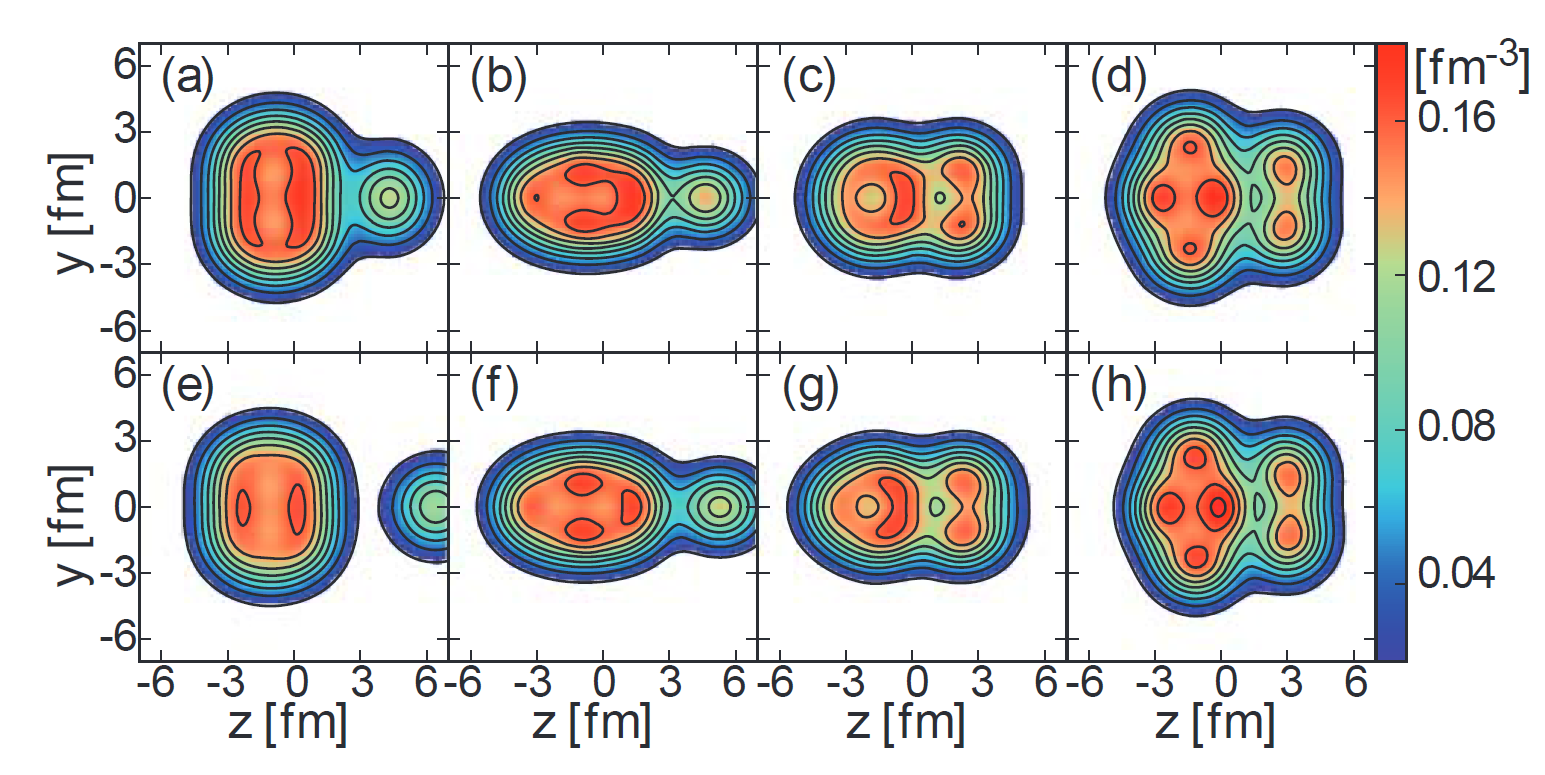 (a) (b) (c) (d) [fm-3]
6
3
0
-3
-6
y [fm]
0.16
0.12
0.08
0.04
(e) (f) (g) (h)
6
3
0
-3
-6
y [fm]
-6 -3 0 3 6 -6 -3 0 3 6 -6 -3 0 3 6 -6 -3 0 3 6
z [fm] z [fm] z [fm] z [fm]